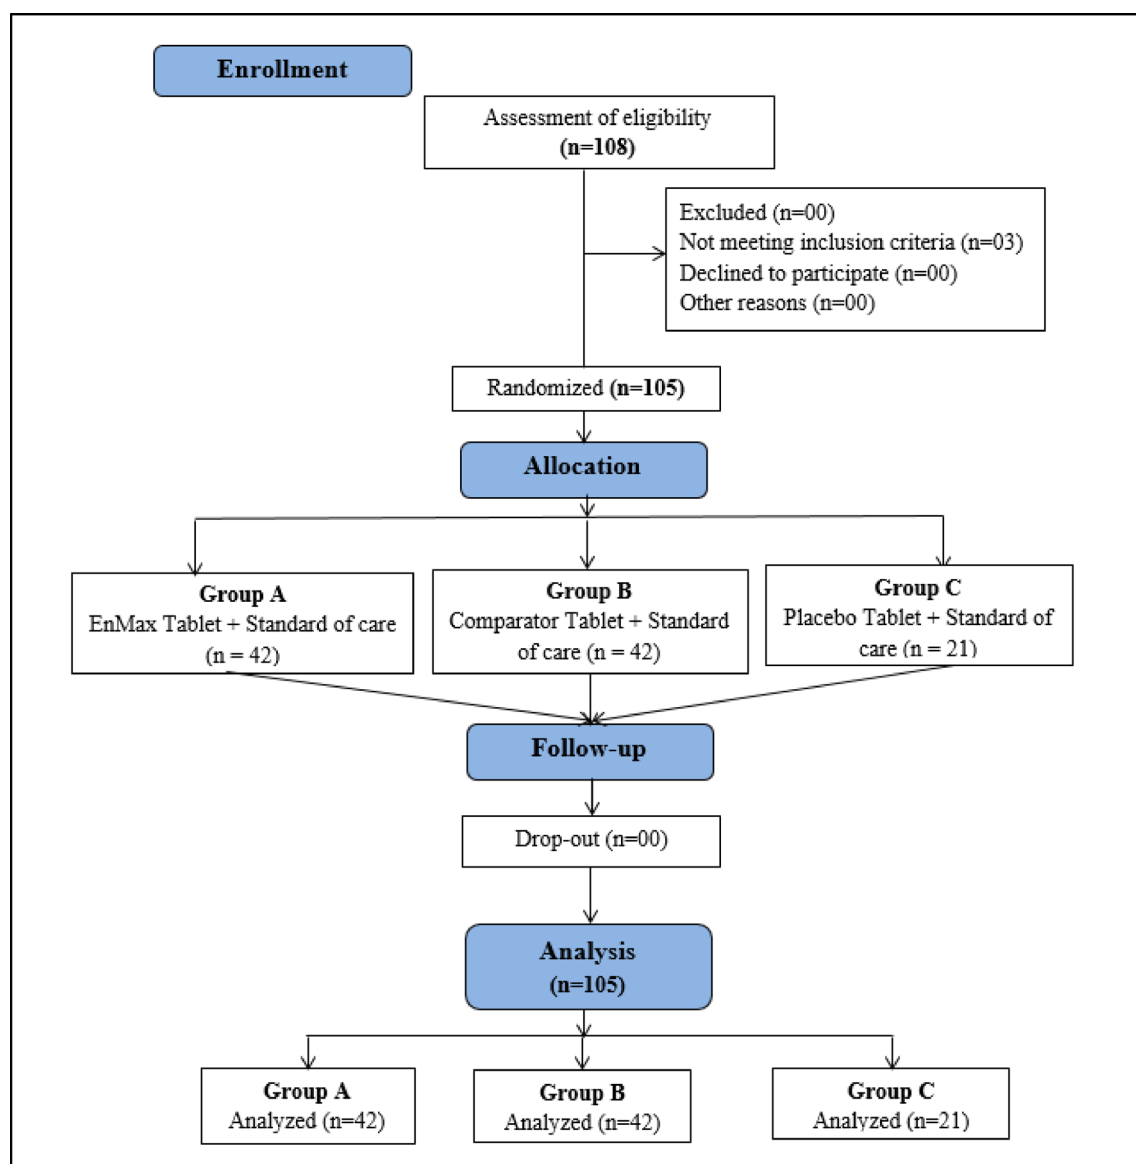 Enrollment
Assessment of eligibility
(n=108)
Excluded (n=00)
Not meeting inclusion criteria (n=03)
Declined to participate (n=00)
Other reasons (n=00)
Randomized (n=105)
Allocation
Group A
EnMax Tablet + Standard of care
(n = 42)
Group B
Comparator Tablet + Standard
of care (n = 42)
Group C
Placebo Tablet + Standard of
care (n = 21)
Follow-up
Drop-out (n=00)
Analysis
(n=105)
Group A
Analyzed (n=42)
Group B
Analyzed (n=42)
Group C
Analyzed (n=21)